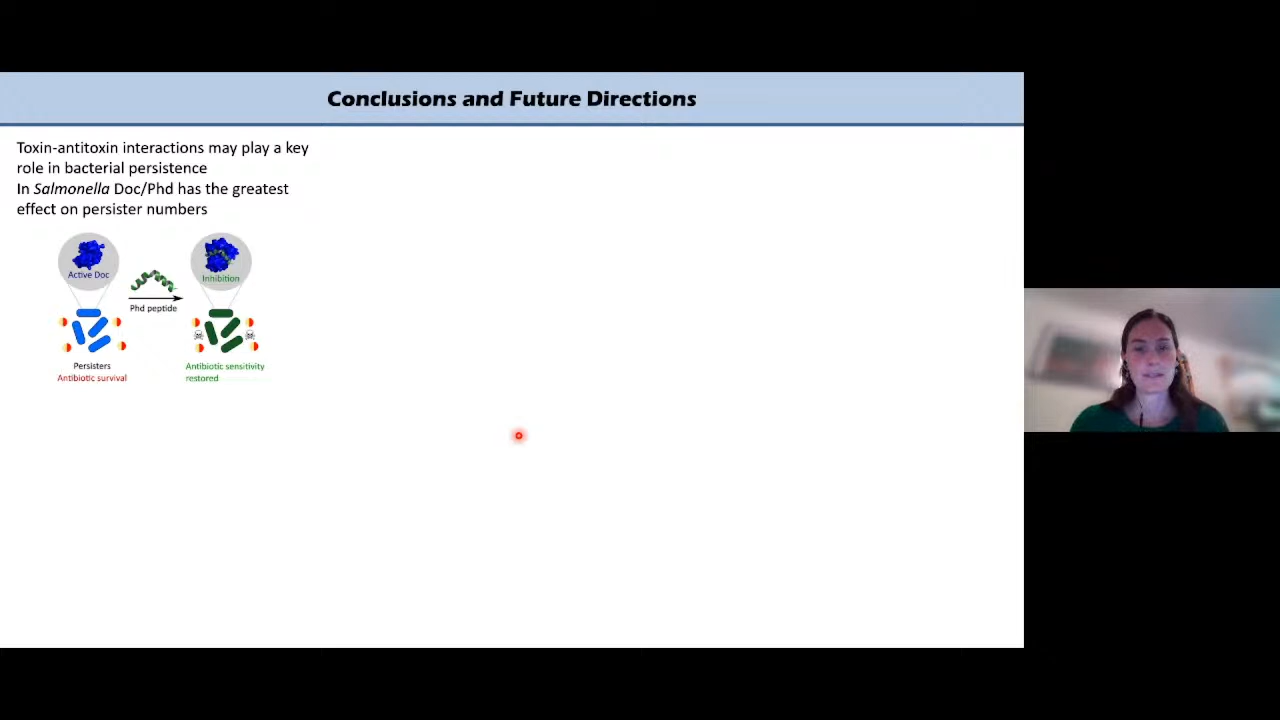 Conclusions and Future Directions
Toxin-antitoxin interactions may play a key
role in bacterial persistence
In Salmonella Doc/Phd has the greatest
effect on persister numbers
Active Doc
Inhibition
Phd peptide
Persisters
Antibiotic survival
Antibiotic sensitivity
restored